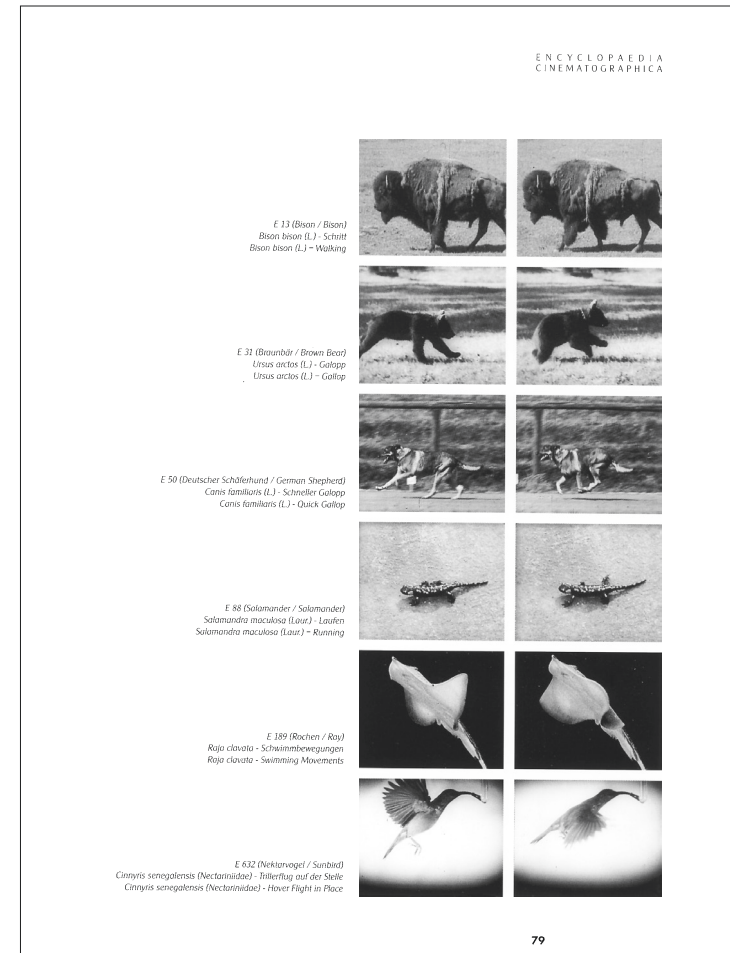 ENCYCLOPAEDIA
CINEMATOGRAPHICA
E 13 (Bison / Bison)
Bison bison (L.) - Schritt
Bison bison (L.) = Walking
E 31 (Braunbär / Brown Bear)
Ursus arctos (L.) - Galopp
Ursus arctos (L.) = Gallop
E 50 (Deutscher Schäferhund / German Shepherd)
Canis familiaris (L.) - Schneller Galopp
Canis familiaris (L.) - Quick Gallop
E 88 (Salamander / Salamander)
Salamandra maculosa (Laur.) - Laufen
Salamandra maculosa (Laur.) = Running
E 189 (Rochen / Ray)
Raja clavata - Schwimmbewegungen
Raja clavata - Swimming Movements
E 632 (Nektarvogel / Sunbird)
Cinnyris senegalensis (Nectariniidae) - Trillerflug auf der Stelle
Cinnyris senegalensis (Nectariniidae) - Hover Flight in Place
79